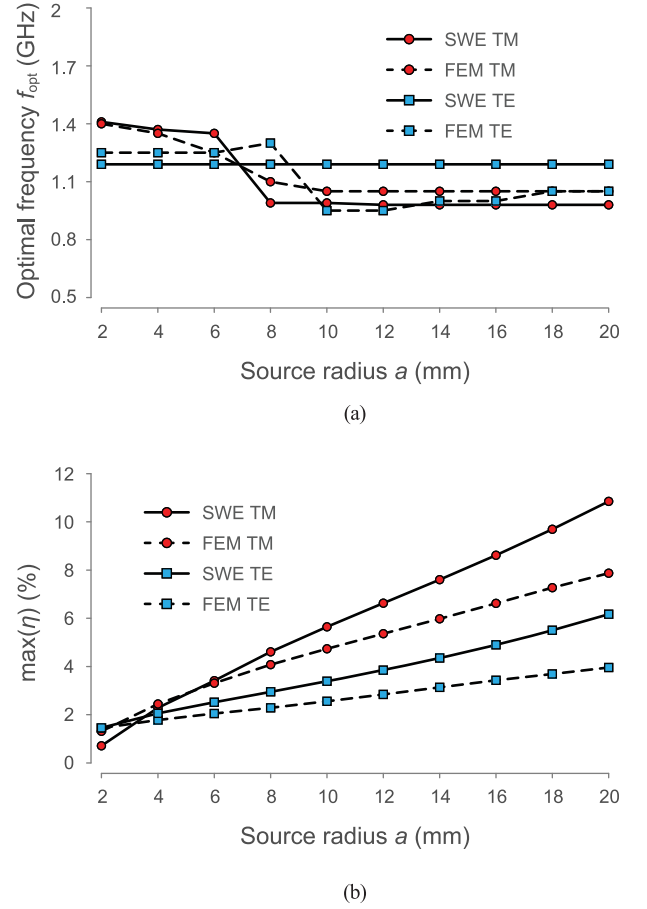 2
1.7
1.4
1.1
0.8
0.5
Optimal frequency fopt (GHz)
SWE TM
FEM TM
SWE TE
FEM TE
2 4 6 8 10 12 14 16 18 20
Source radius a (mm)
(a)
12
10
8
6
4
2
0
max(η) (%)
SWE TM
FEM TM
SWE TE
FEM TE
2 4 6 8 10 12 14 16 18 20
Source radius a (mm)
(b)